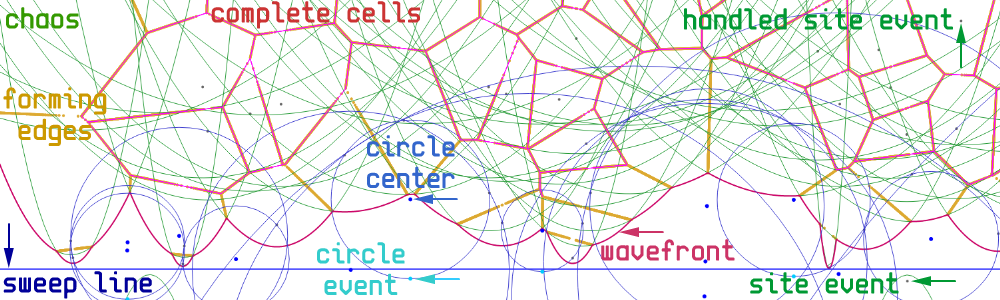 chaos
complete cells
handled site event
forming
edges
circle
center
wavefront
circle
event
sweep line
site event